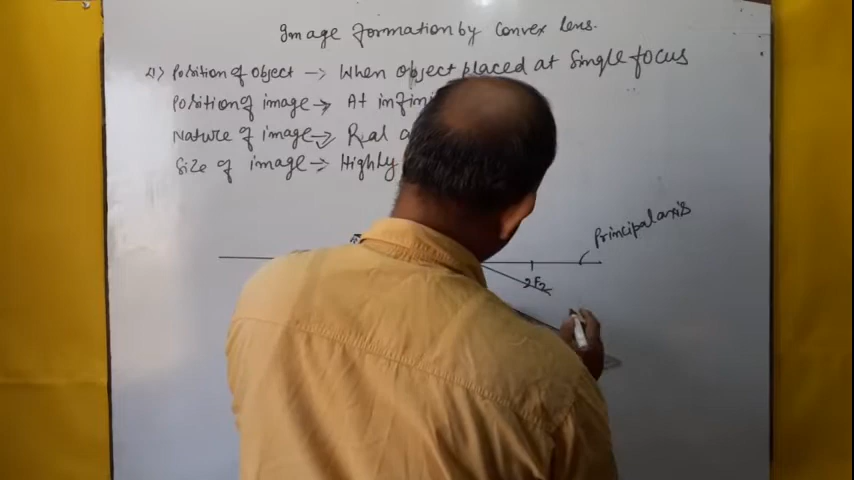 Image formation by Convex lens.
Position of object → When object placed at Single focus
Position of image → At infini
Nature of image → Real a
Size of image → Highly
Principal axis
2F2